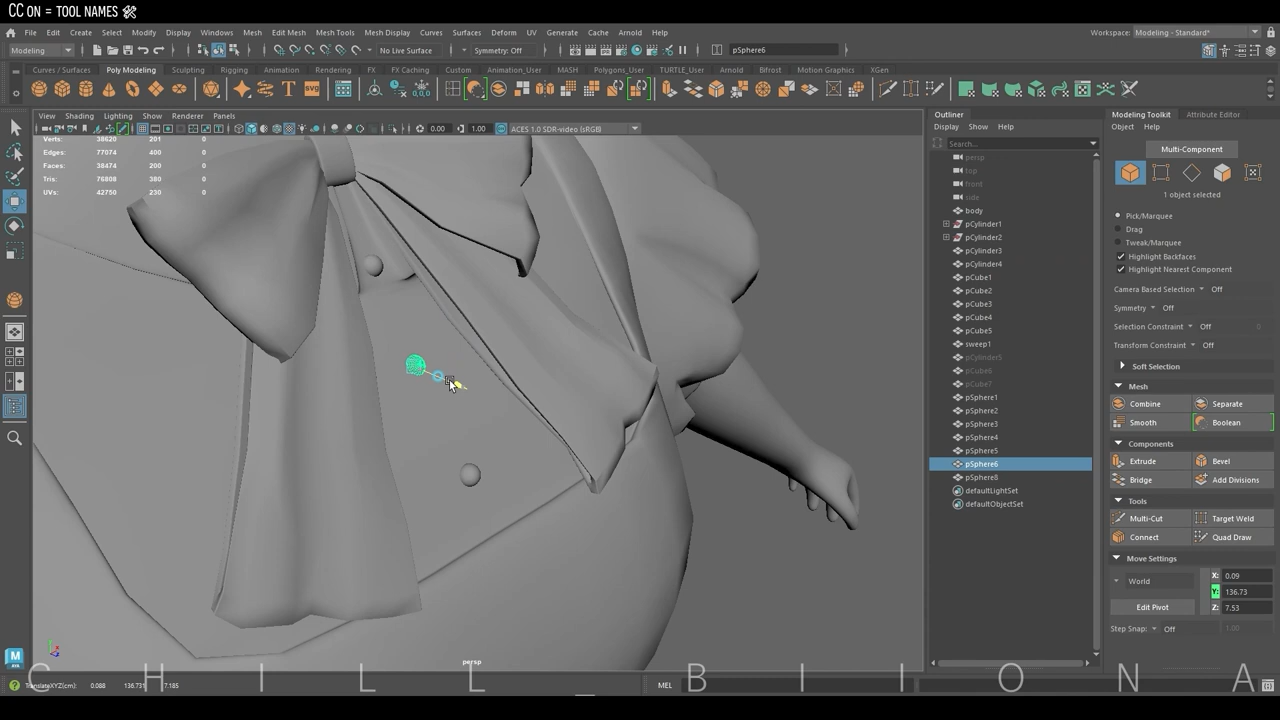 CC ON = TOOL NAMES 🛠
File Edit Create Select Modify Display Windows Mesh Edit Mesh Mesh Tools Mesh Display Curves Surfaces Deform UV Generate Cache Arnold Help Workspace: Modeling - Standard*
Modeling No Live Surface Symmetry: Off pSphere6
Curves / Surfaces Poly Modeling Sculpting Rigging Animation Rendering FX FX Caching Custom Animation_User MASH Polygons_User TURTLE_User Arnold Bifrost Motion Graphics XGen
View Shading Lighting Show Renderer Panels
0.00 1.00 ACES 1.0 SDR-video (sRGB)
Verts: 38620 201 0
Edges: 77074 400 0
Faces: 38474 200 0
Tris: 76808 380 0
UVs: 42750 230 0
persp
Outliner
Display Show Help
Search...
persp
top
front
side
body
pCylinder1
pCylinder2
pCylinder3
pCylinder4
pCube1
pCube2
pCube3
pCube4
pCube5
sweep1
pCylinder5
pCube6
pCube7
pSphere1
pSphere2
pSphere3
pSphere4
pSphere5
pSphere6
pSphere8
defaultLightSet
defaultObjectSet
Modeling Toolkit Attribute Editor
Object Help
Multi-Component
1 object selected
Pick/Marquee
Drag
Tweak/Marquee
Highlight Backfaces
Highlight Nearest Component
Camera Based Selection Off
Symmetry Off
Selection Constraint Off 0
Transform Constraint Off
Soft Selection
Mesh
Combine Separate
Smooth Boolean
Components
Extrude Bevel
Bridge Add Divisions
Tools
Multi-Cut Target Weld
Connect Quad Draw
Move Settings
World
X: 0.09
Y: 136.73
Edit Pivot Z: 7.53
Step Snap: Off 1.00
MEL
C H I L L _ B I I O N A